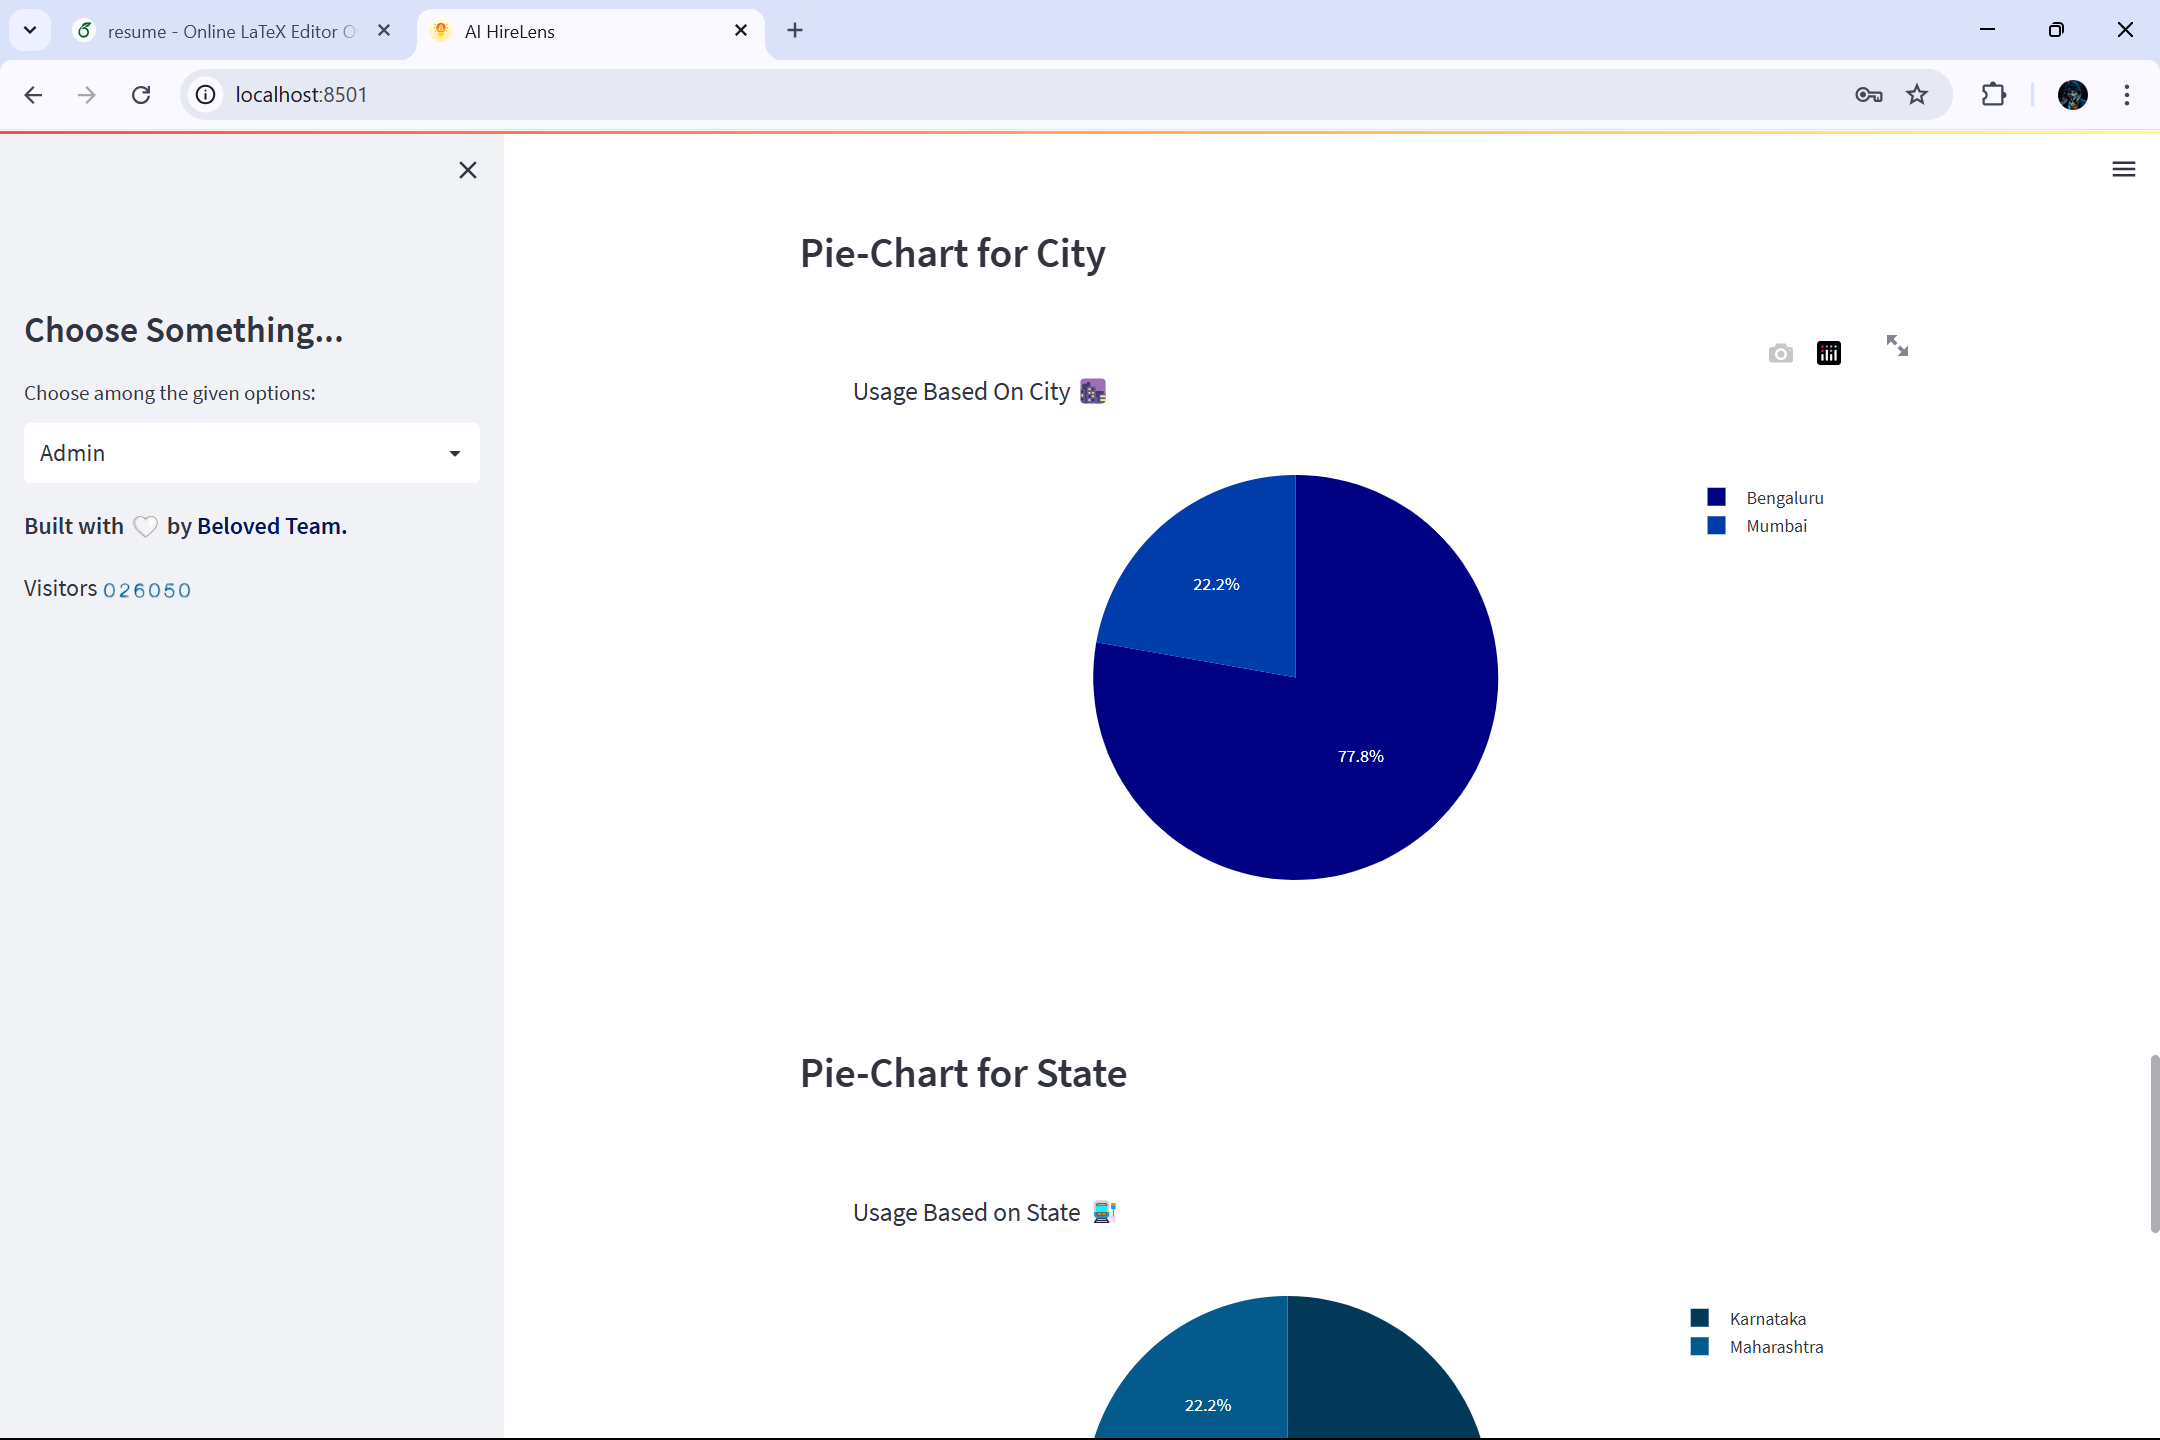 resume - Online LaTeX Editor O
AI HireLens
localhost:8501
Choose Something...
Choose among the given options:
Admin
Built with 🤍 by Beloved Team.
Visitors 026050
Pie-Chart for City
Usage Based On City 🌆
Bengaluru
Mumbai
22.2%
77.8%
Pie-Chart for State
Usage Based on State 🚉
Karnataka
Maharashtra
22.2%